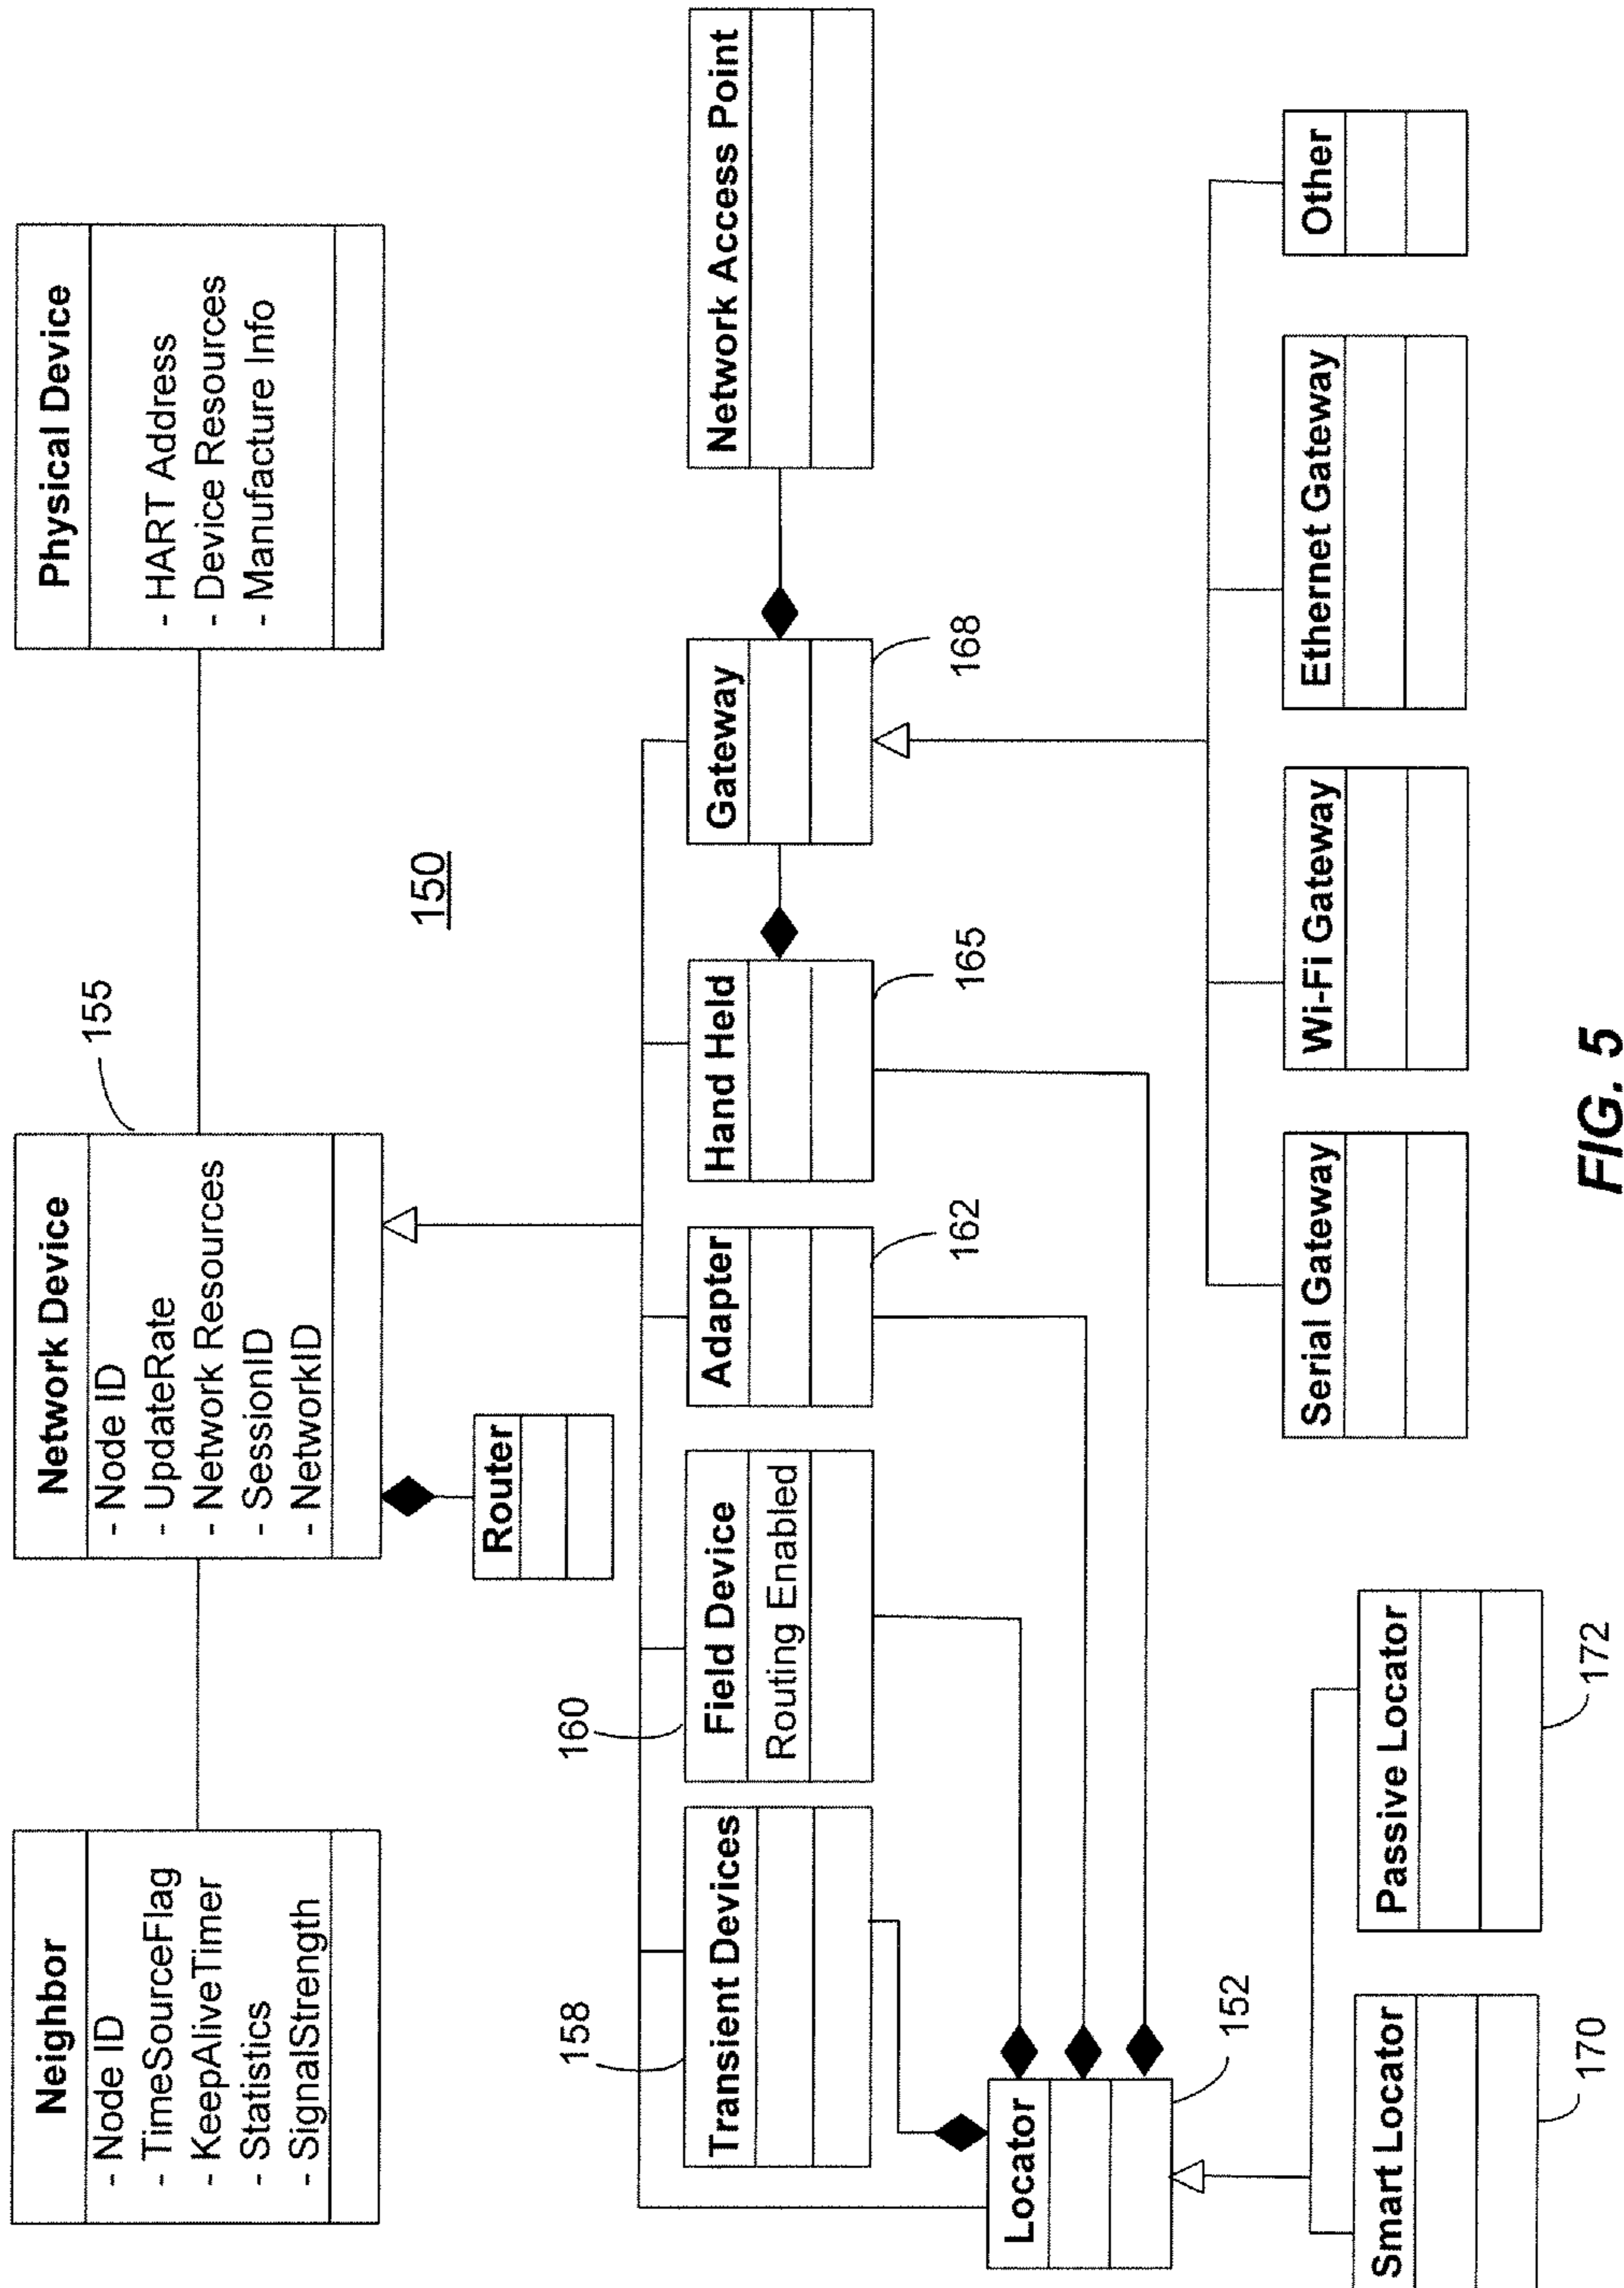 Neighbor
- Node ID
- TimeSourceFlag
- KeepAliveTimer
- Statistics
- SignalStrength
Network Device
- Node ID
- UpdateRate
- Network Resources
- SessionID
- NetworkID
155
Physical Device
- HART Address
- Device Resources
- Manufacture Info
150
Router
158
Transient Devices
160
Field Device
Routing Enabled
Adapter
162
Hand Held
165
Gateway
168
Network Access Point
Locator
152
Smart Locator
170
Passive Locator
172
Serial Gateway
Wi-Fi Gateway
Ethernet Gateway
Other
FIG. 5